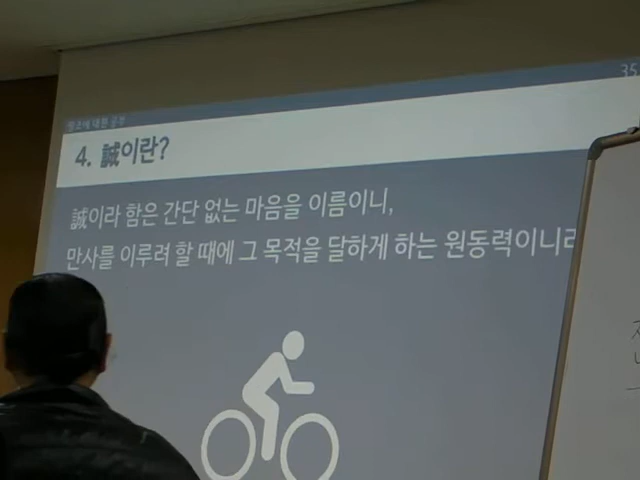 35
4. 誠이란?
誠이라 함은 간단 없는 마음을 이름이니,
만사를 이루려 할 때에 그 목적을 달하게 하는 원동력이니라